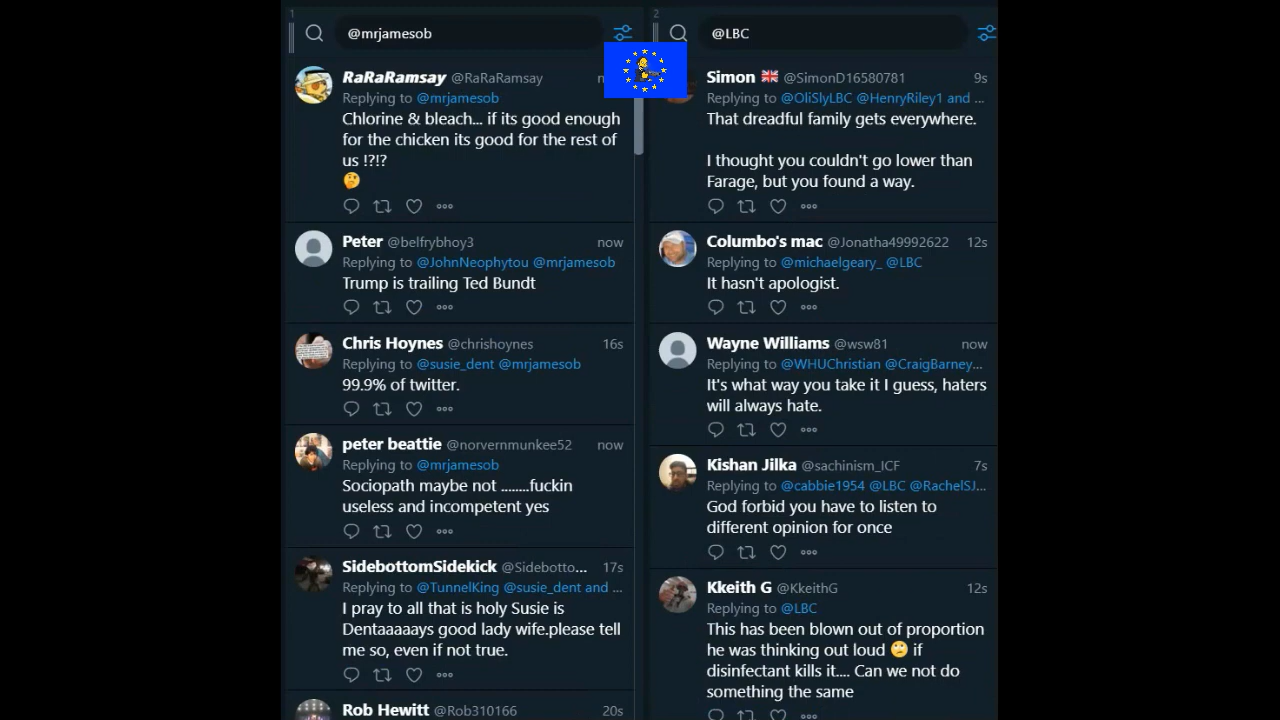 1
@mrjamesob
RaRaRamsay @RaRaRamsay
Replying to @mrjamesob
Chlorine & bleach... if its good enough
for the chicken its good for the rest of
us !?!?
🤔
Peter @belfrybhoy3 now
Replying to @JohnNeophytou @mrjamesob
Trump is trailing Ted Bundt
Chris Hoynes @chrishoynes 16s
Replying to @susie_dent @mrjamesob
99.9% of twitter.
peter beattie @norvernmunkee52 now
Replying to @mrjamesob
Sociopath maybe not ........fuckin
useless and incompetent yes
SidebottomSidekick @Sidebotto... 17s
Replying to @TunnelKing @susie_dent and ...
I pray to all that is holy Susie is
Dentaaaaays good lady wife.please tell
me so, even if not true.
Rob Hewitt @Rob310166 20s
2
@LBC
Simon 🇬🇧 @SimonD16580781 9s
Replying to @OliSlyLBC @HenryRiley1 and ...
That dreadful family gets everywhere.
I thought you couldn't go lower than
Farage, but you found a way.
Columbo's mac @Jonatha49992622 12s
Replying to @michaelgeary_ @LBC
It hasn't apologist.
Wayne Williams @wsw81 now
Replying to @WHUChristian @CraigBarney...
It's what way you take it I guess, haters
will always hate.
Kishan Jilka @sachinism_ICF 7s
Replying to @cabbie1954 @LBC @RachelSJ...
God forbid you have to listen to
different opinion for once
Kkeith G @KkeithG 12s
Replying to @LBC
This has been blown out of proportion
he was thinking out loud 🙄 if
disinfectant kills it.... Can we not do
something the same